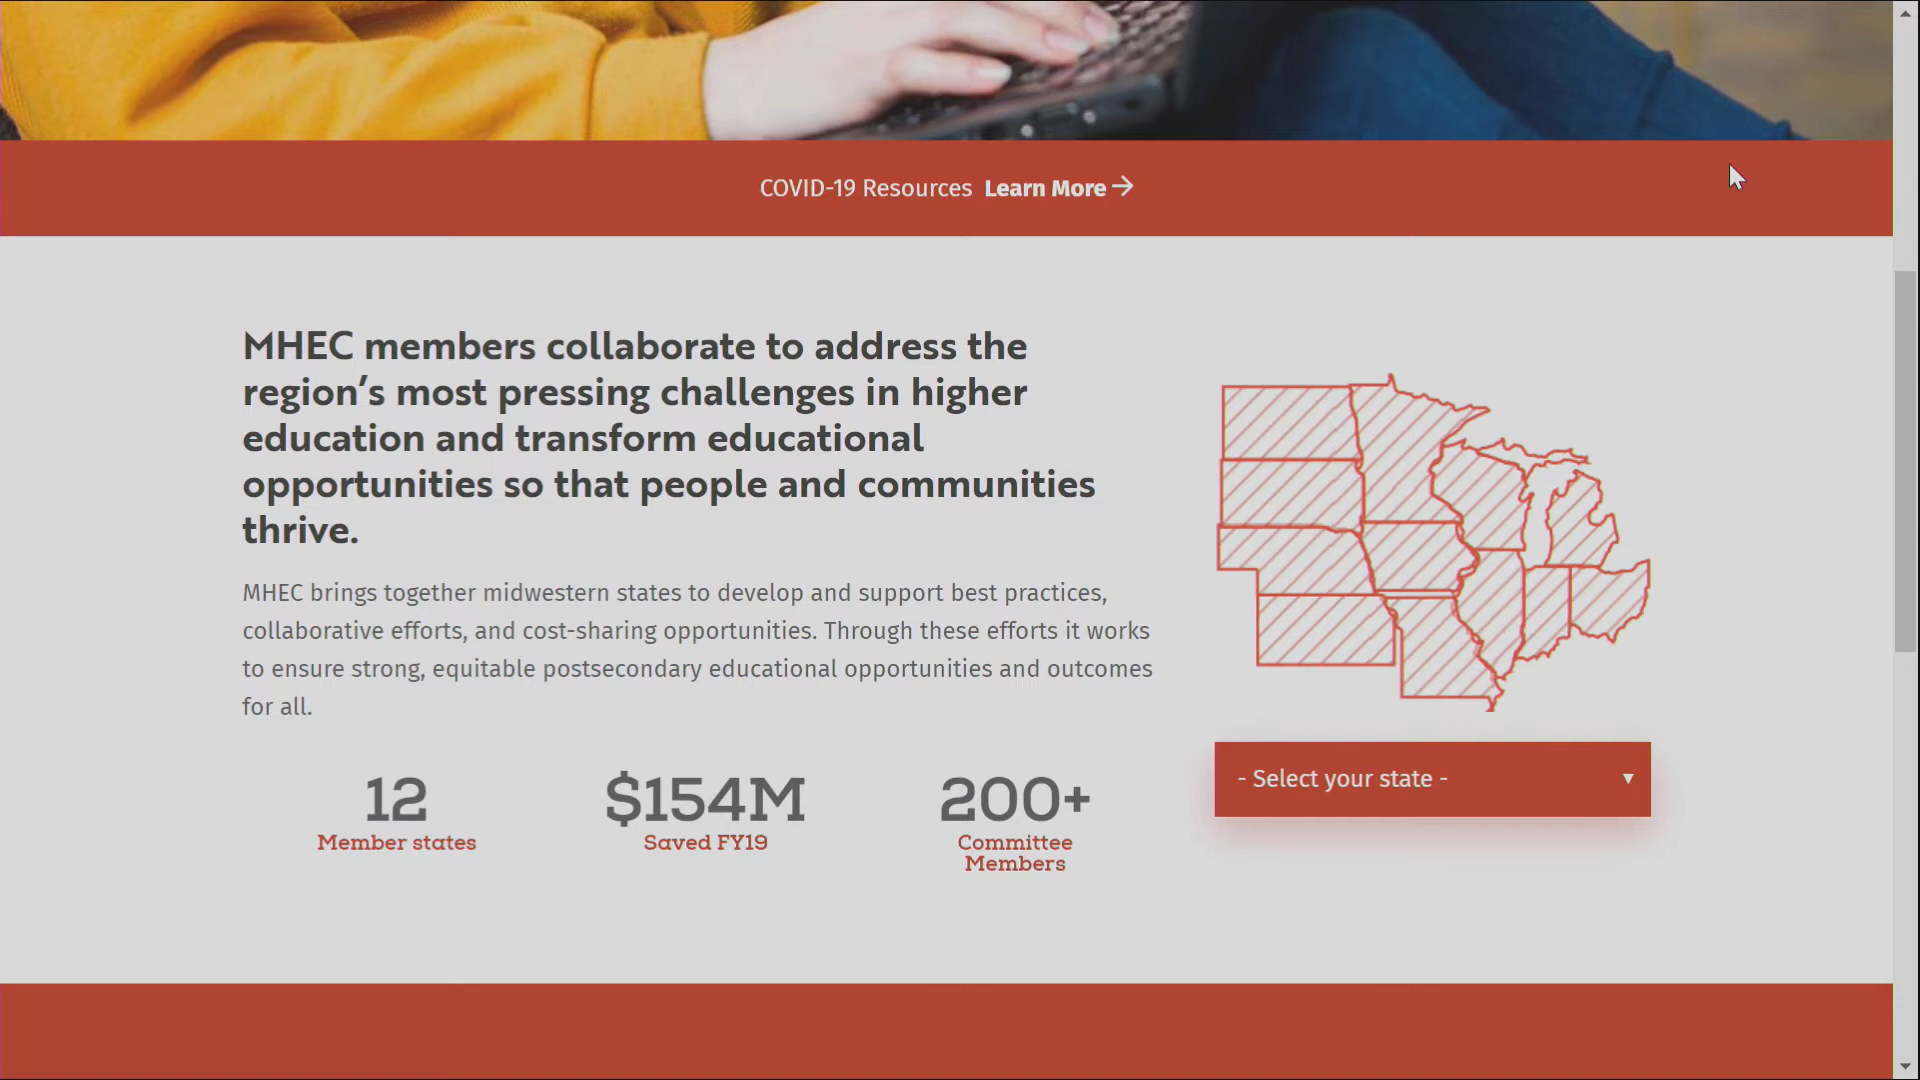 COVID-19 Resources Learn More →
MHEC members collaborate to address the
region’s most pressing challenges in higher
education and transform educational
opportunities so that people and communities
thrive.
MHEC brings together midwestern states to develop and support best practices,
collaborative efforts, and cost-sharing opportunities. Through these efforts it works
to ensure strong, equitable postsecondary educational opportunities and outcomes
for all.
12
Member states
$154M
Saved FY19
200+
Committee
Members
- Select your state -